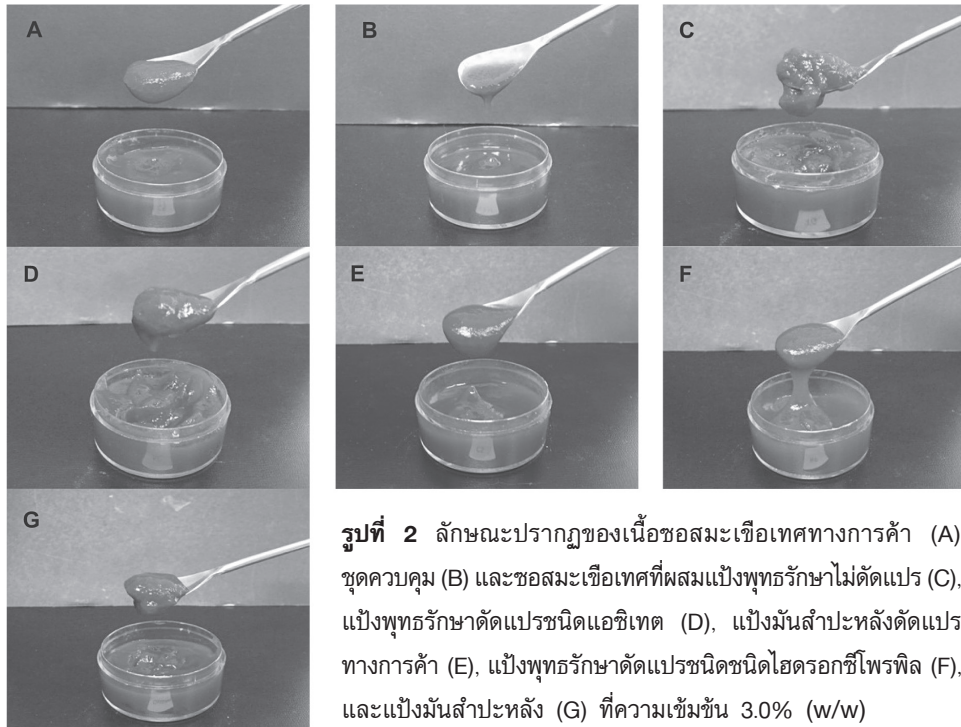 A
B
C
D
E
F
G
รูปที่ 2 ลักษณะปรากฏของเนื้อซอสมะเขือเทศทางการค้า (A)
ชุดควบคุม (B) และซอสมะเขือเทศที่ผสมแป้งพุทธรักษาไม่ดัดแปร (C),
แป้งพุทธรักษาดัดแปรชนิดแอซิเทต (D), แป้งมันสำปะหลังดัดแปร
ทางการค้า (E), แป้งพุทธรักษาดัดแปรชนิดชนิดไฮดรอกซีโพรพิล (F),
และแป้งมันสำปะหลัง (G) ที่ความเข้มข้น 3.0% (w/w)